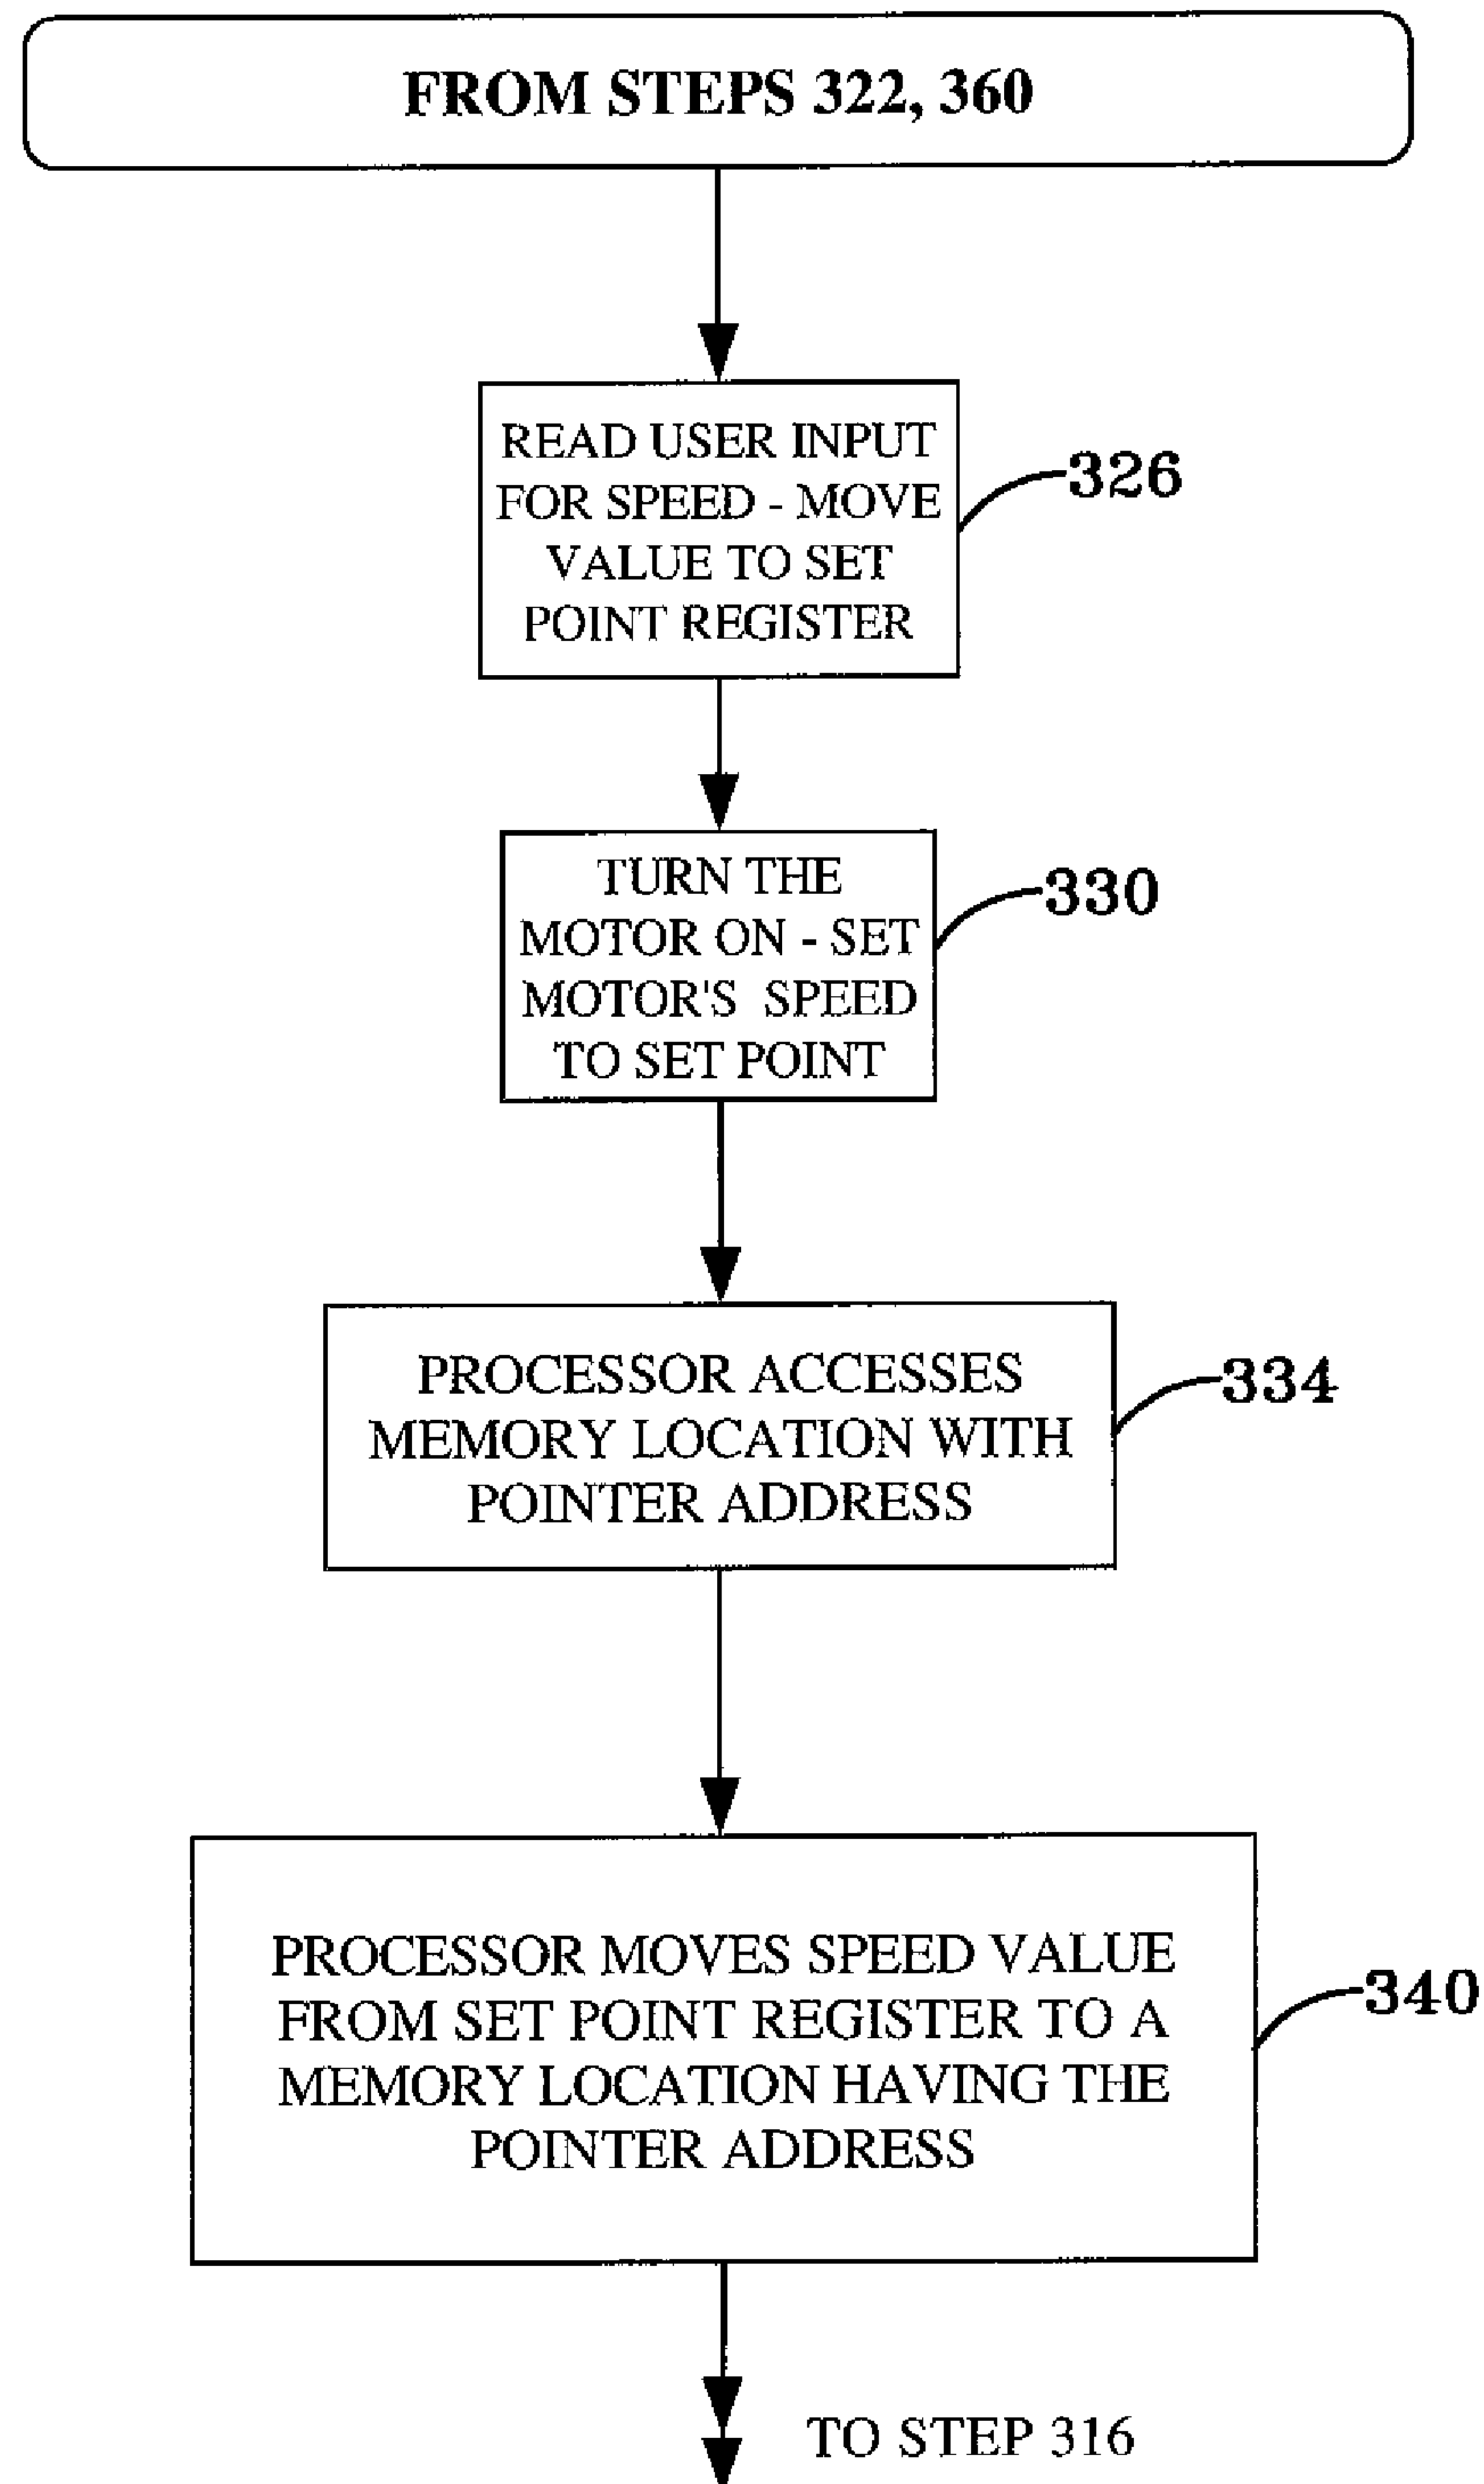 FROM STEPS 322, 360
READ USER INPUT
FOR SPEED - MOVE
VALUE TO SET
POINT REGISTER
326
TURN THE
MOTOR ON - SET
MOTOR'S SPEED
TO SET POINT
330
PROCESSOR ACCESSES
MEMORY LOCATION WITH
POINTER ADDRESS
334
PROCESSOR MOVES SPEED VALUE
FROM SET POINT REGISTER TO A
MEMORY LOCATION HAVING THE
POINTER ADDRESS
340
TO STEP 316